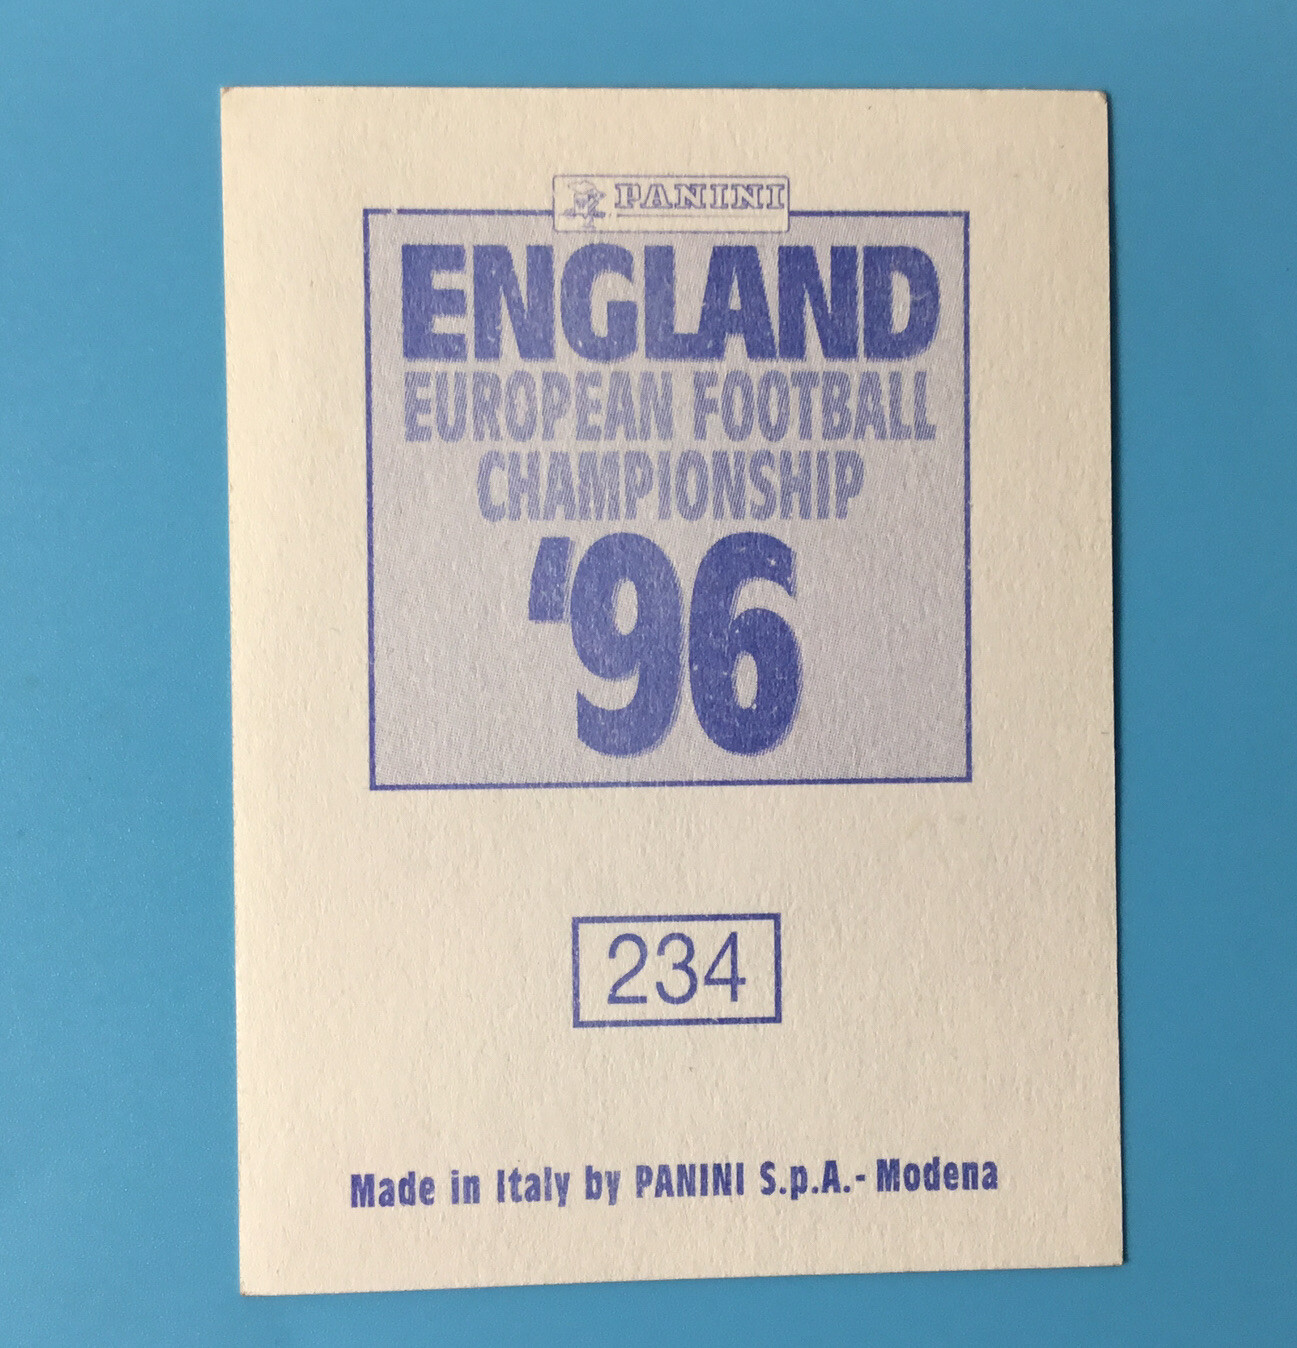 PANINI
ENGLAND
EUROPEAN FOOTBALL
CHAMPIONSHIP
'96
234
Made in Italy by PANINI S.p.A.- Modena